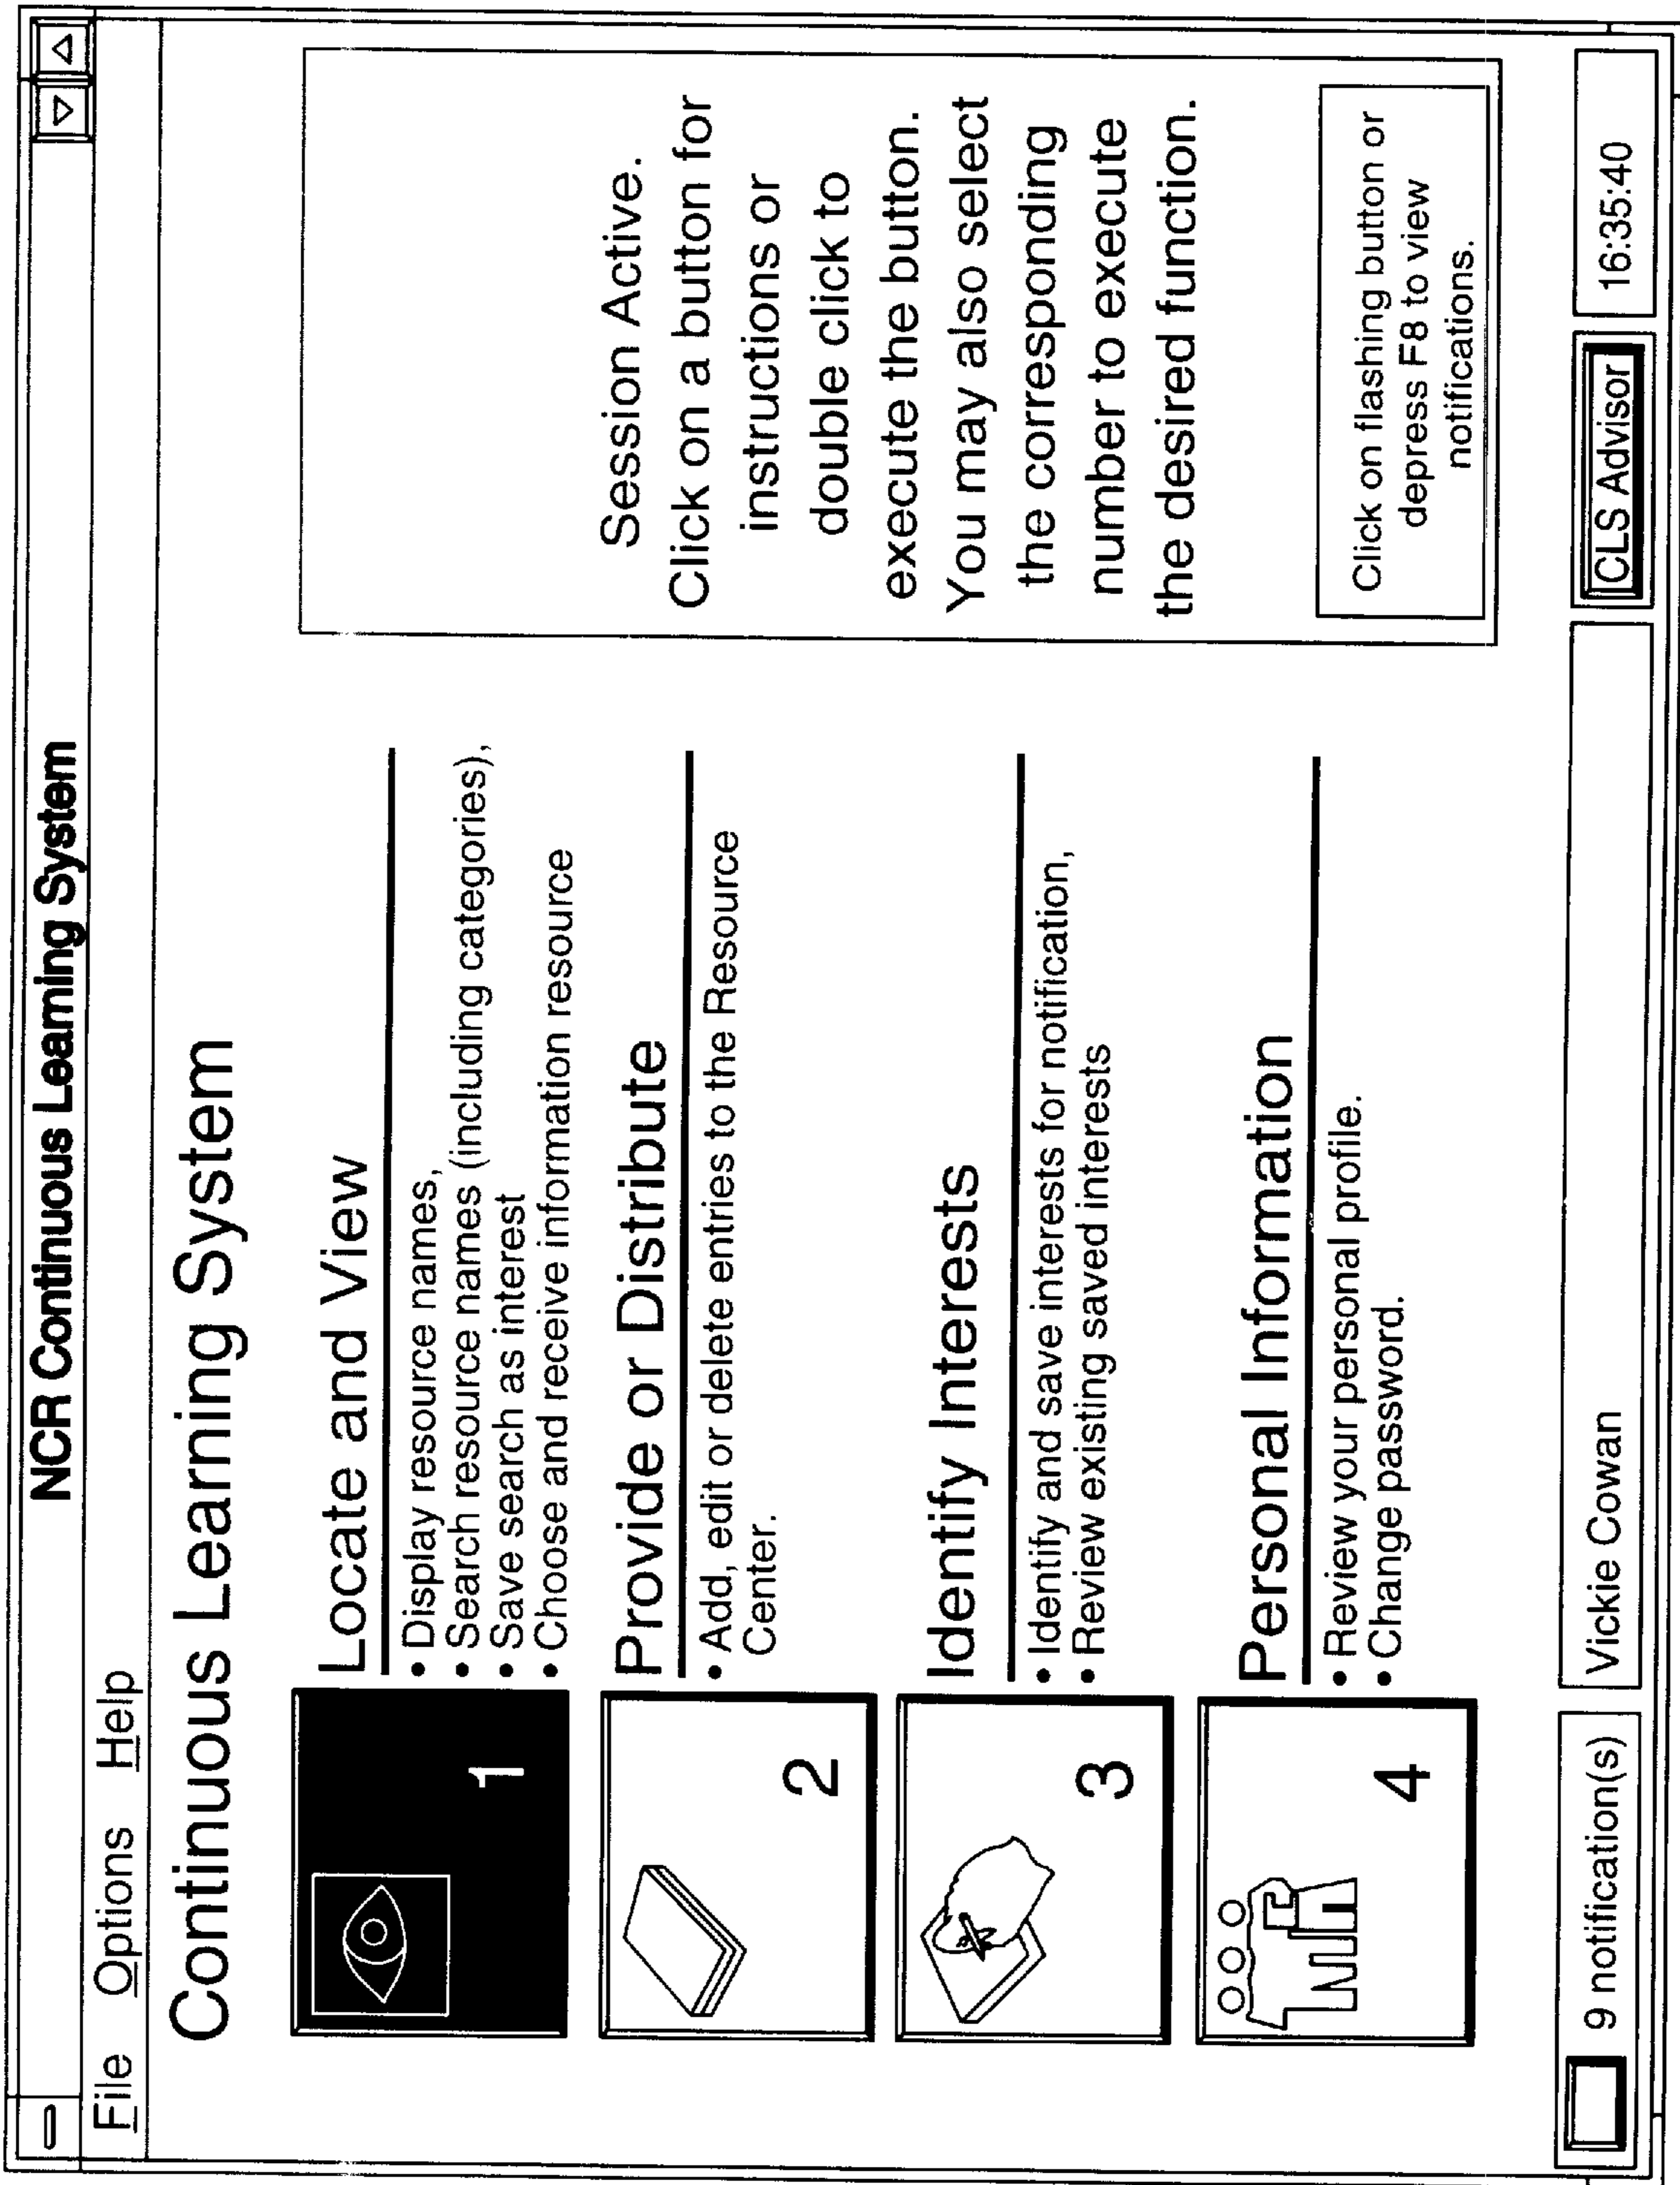 NCR Continuous Learning System
File Options Help
Continuous Learning System
1
Locate and View
• Display resource names,
• Search resource names (including categories),
• Save search as interest
• Choose and receive information resource
2
Provide or Distribute
• Add, edit or delete entries to the Resource
Center.
3
Identify Interests
• Identify and save interests for notification,
• Review existing saved interests
4
Personal Information
• Review your personal profile.
• Change password.
Session Active.
Click on a button for
instructions or
double click to
execute the button.
You may also select
the corresponding
number to execute
the desired function.
Click on flashing button or
depress F8 to view
notifications.
9 notification(s)
Vickie Cowan
CLS Advisor
16:35:40